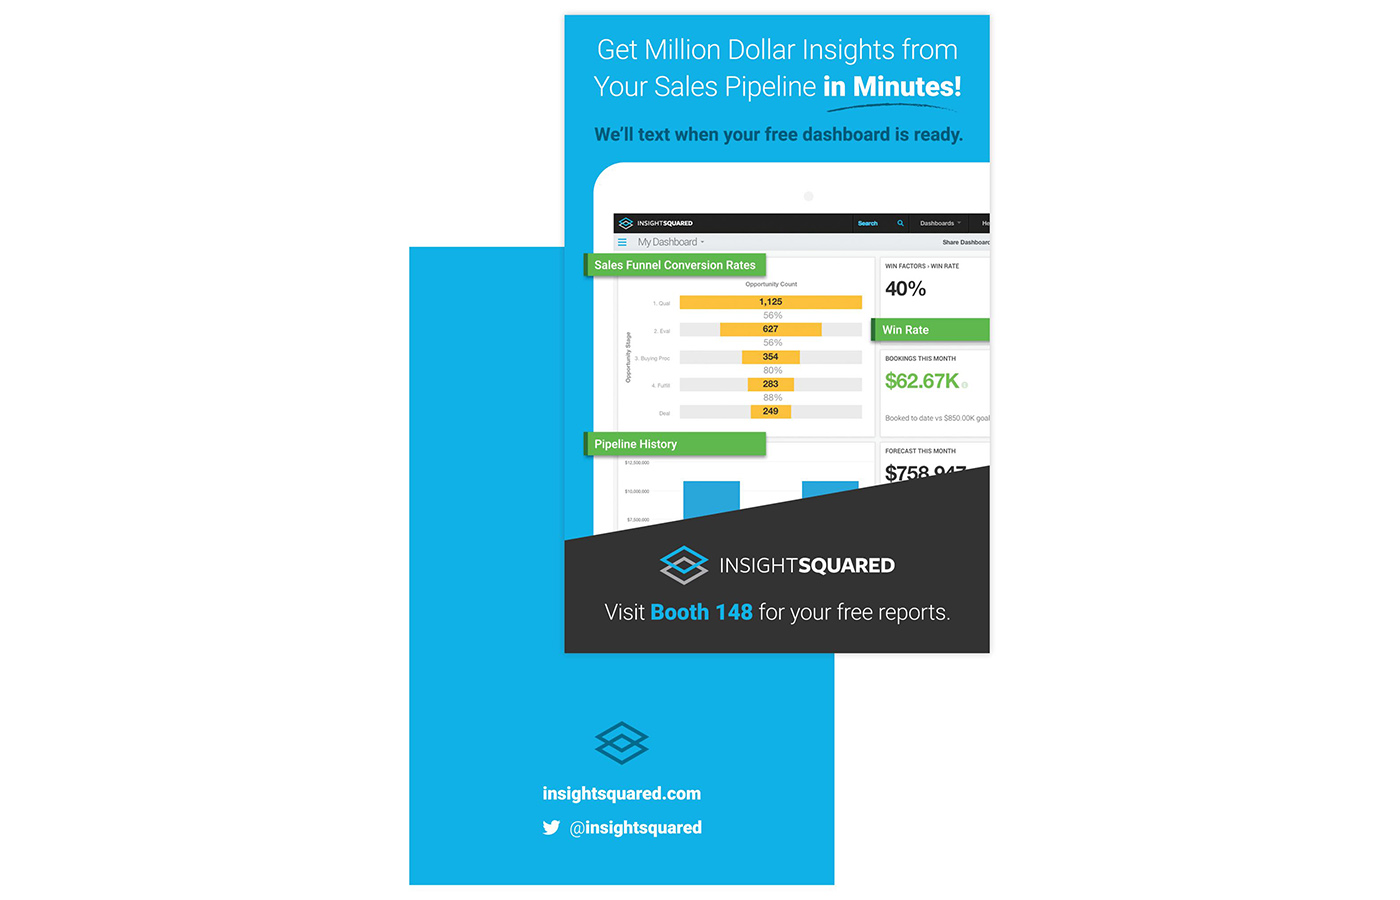 Get Million Dollar Insights from
Your Sales Pipeline in Minutes!
We'll text when your free dashboard is ready.
INSIGHTSQUARED
Search
Dashboards
He
My Dashboard
Share Dashboard
Sales Funnel Conversion Rates
Opportunity Count
Opportunity Stage
1. Qual
1,125
56%
2. Eval
627
56%
3. Buying Proc
354
80%
4. Fulfill
283
88%
Deal
249
WIN FACTORS › WIN RATE
40%
Win Rate
BOOKINGS THIS MONTH
$62.67K
Booked to date vs $850.00K goal
Pipeline History
$12,500,000
$10,000,000
$7,500,000
FORECAST THIS MONTH
$758,947
INSIGHTSQUARED
Visit Booth 148 for your free reports.
insightsquared.com
@insightsquared